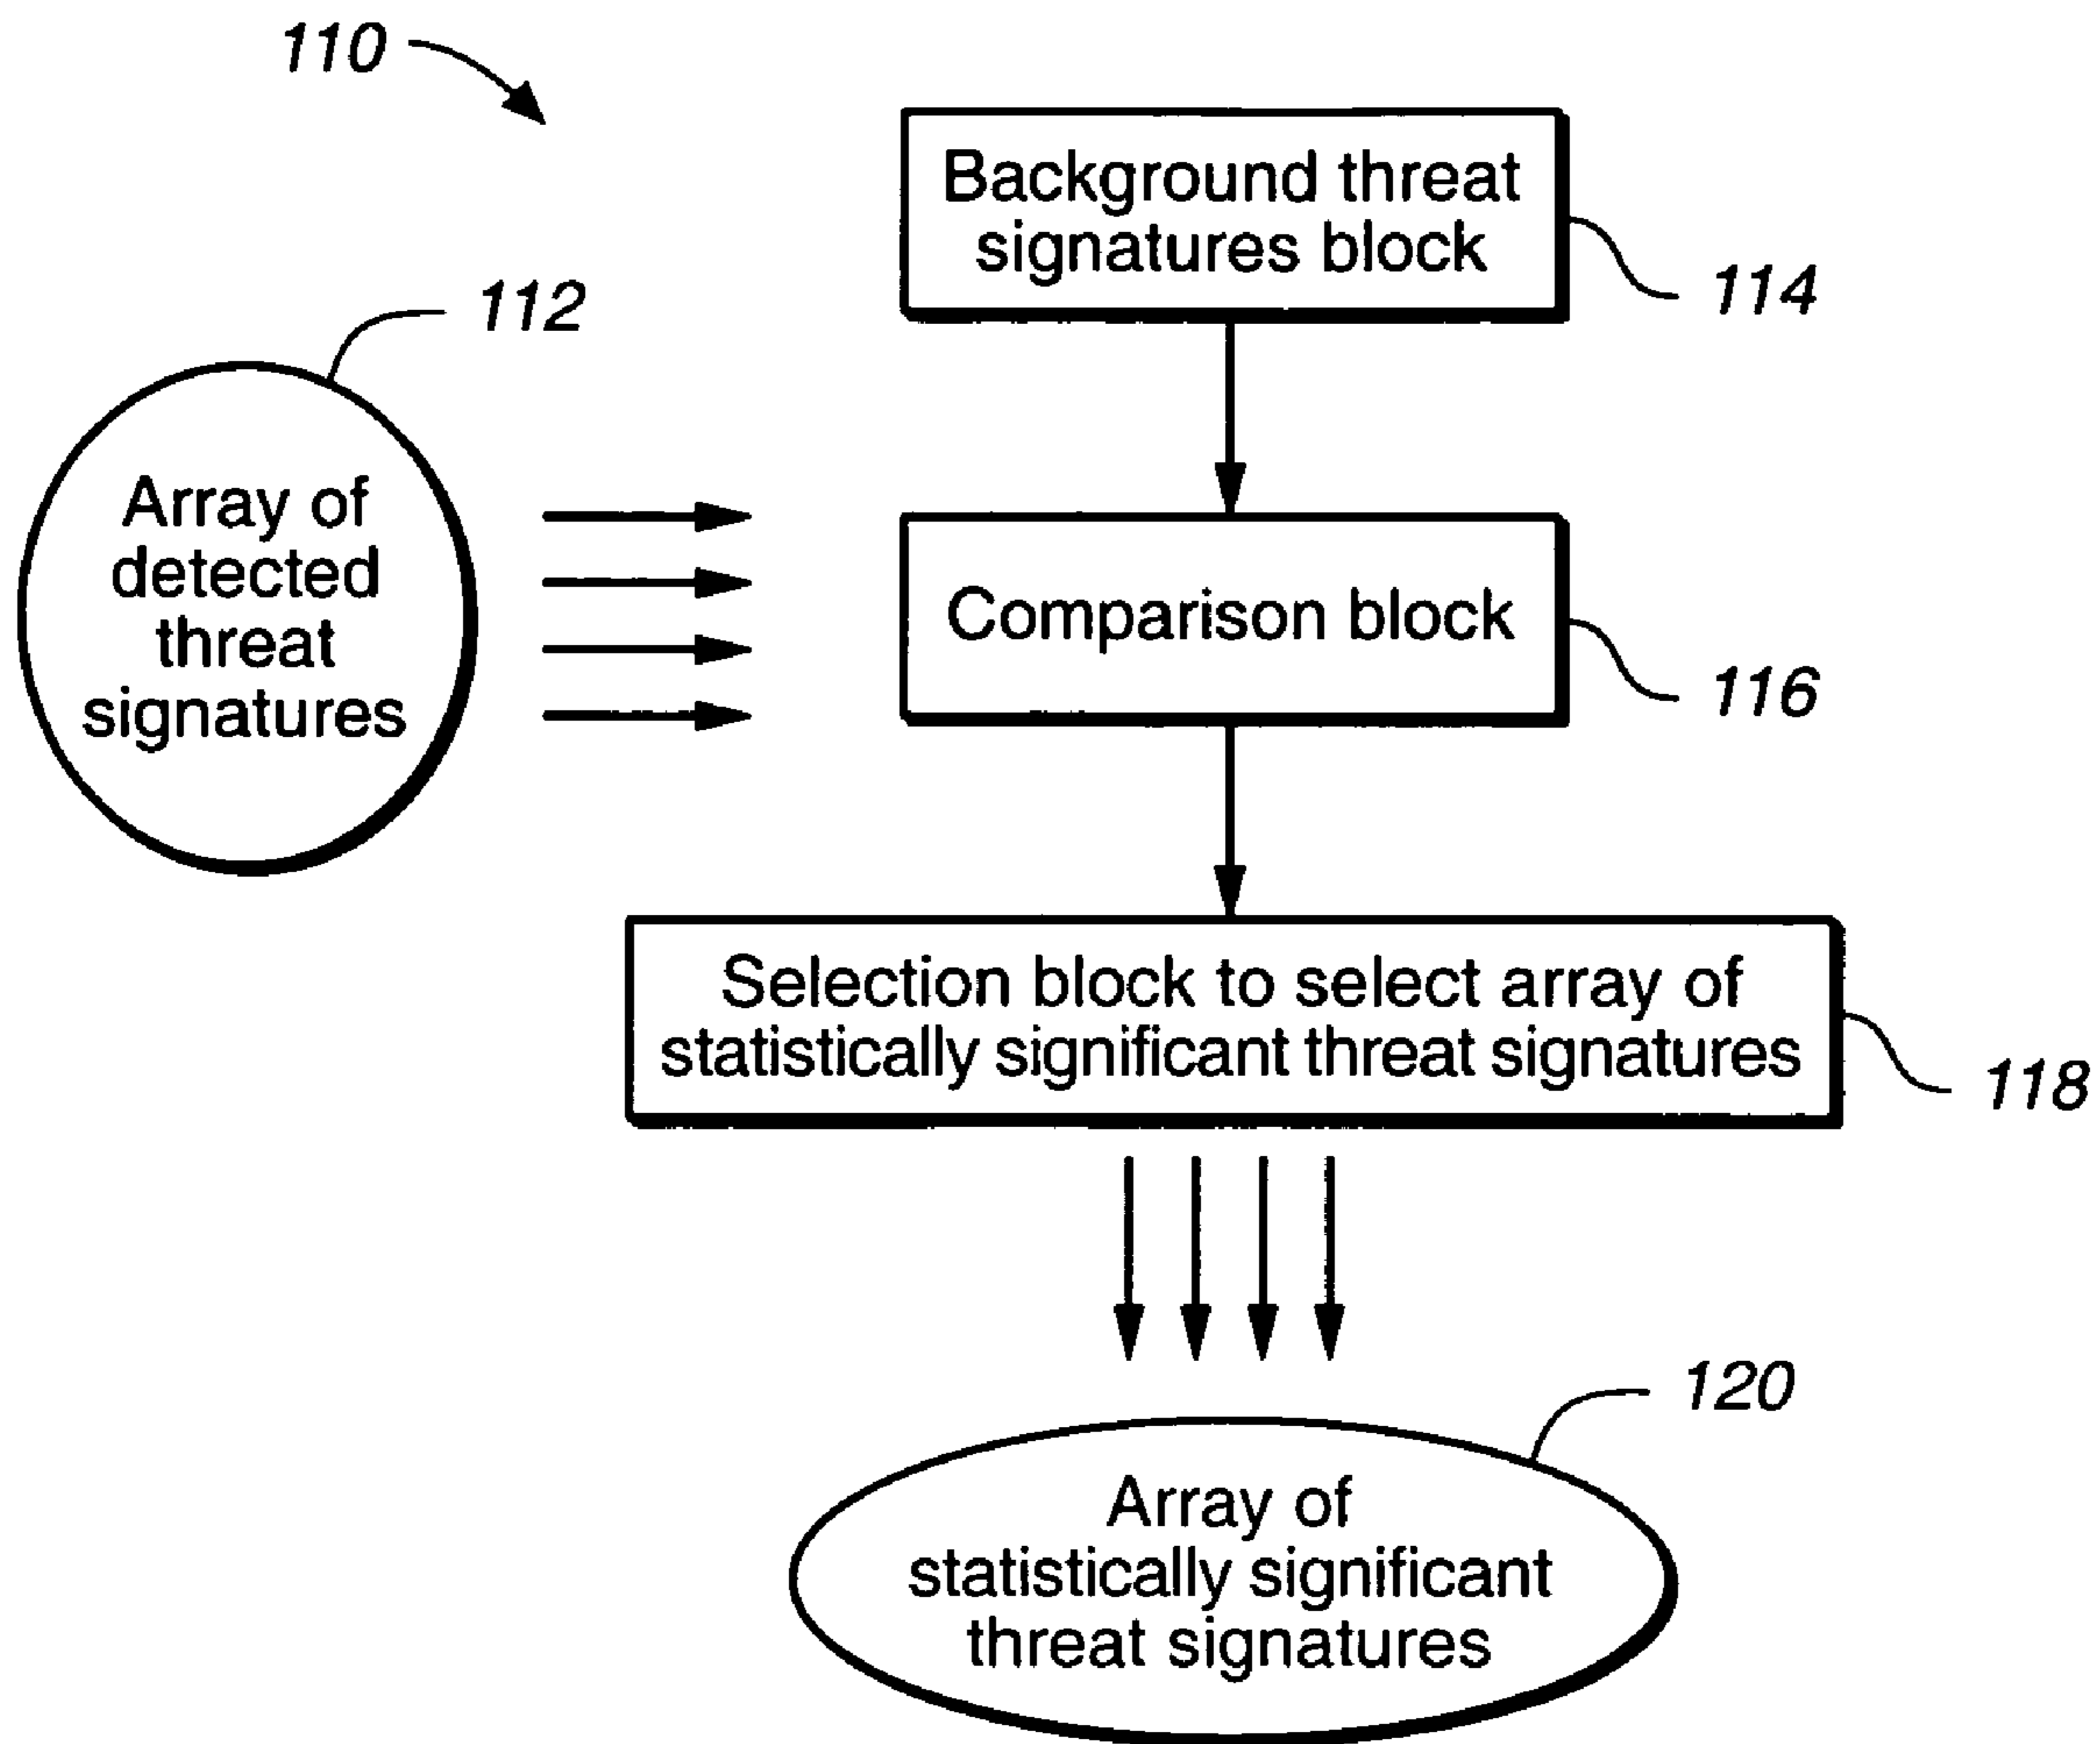 110
Background threat
signatures block
114
112
Array of
detected
threat
signatures
Comparison block
116
Selection block to select array of
statistically significant threat signatures
118
120
Array of
statistically significant
threat signatures